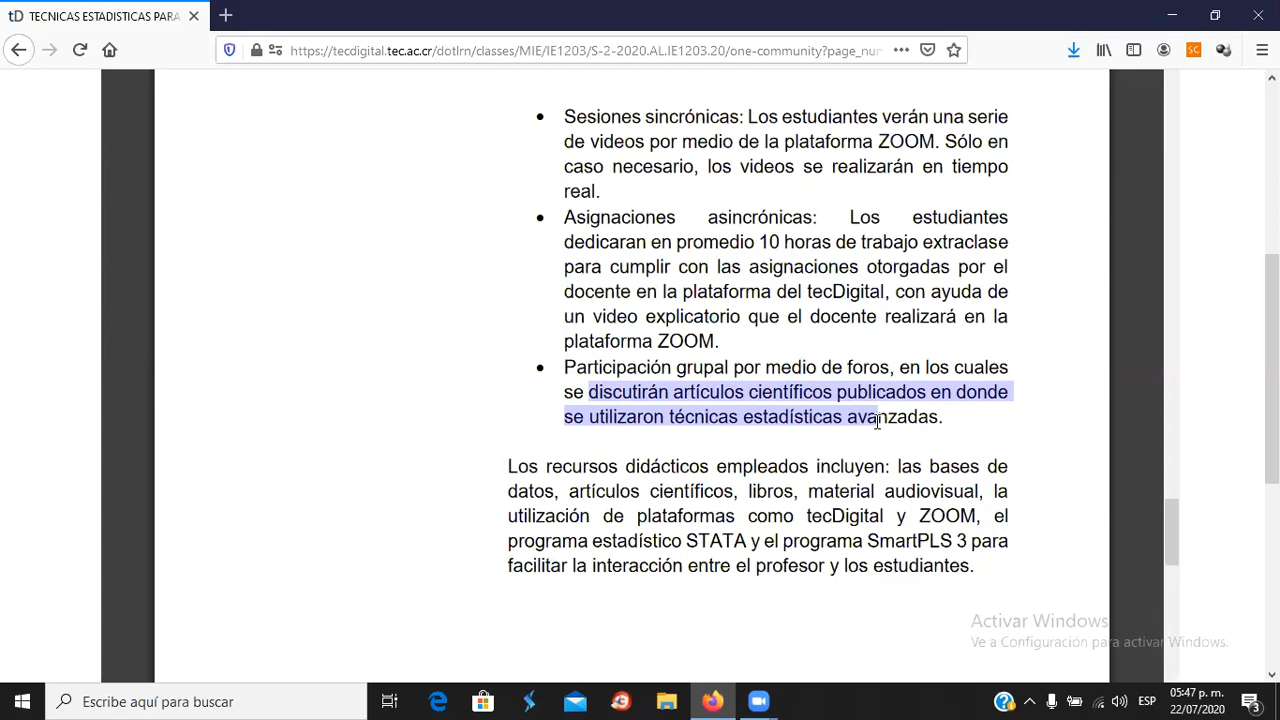 TECNICAS ESTADISTICAS PARA
https://tecdigital.tec.ac.cr/dotlrn/classes/MIE/IE1203/S-2-2020.AL.IE1203.20/one-community?page_num
• Sesiones sincrónicas: Los estudiantes verán una serie
de videos por medio de la plataforma ZOOM. Sólo en
caso necesario, los videos se realizarán en tiempo
real.
• Asignaciones asincrónicas: Los estudiantes
dedicaran en promedio 10 horas de trabajo extraclase
para cumplir con las asignaciones otorgadas por el
docente en la plataforma del tecDigital, con ayuda de
un video explicatorio que el docente realizará en la
plataforma ZOOM.
• Participación grupal por medio de foros, en los cuales
se discutirán artículos científicos publicados en donde
se utilizaron técnicas estadísticas avanzadas.
Los recursos didácticos empleados incluyen: las bases de
datos, artículos científicos, libros, material audiovisual, la
utilización de plataformas como tecDigital y ZOOM, el
programa estadístico STATA y el programa SmartPLS 3 para
facilitar la interacción entre el profesor y los estudiantes.
Activar Windows
Ve a Configuración para activar Windows.
Escribe aquí para buscar
ESP
05:47 p. m.
22/07/2020
3